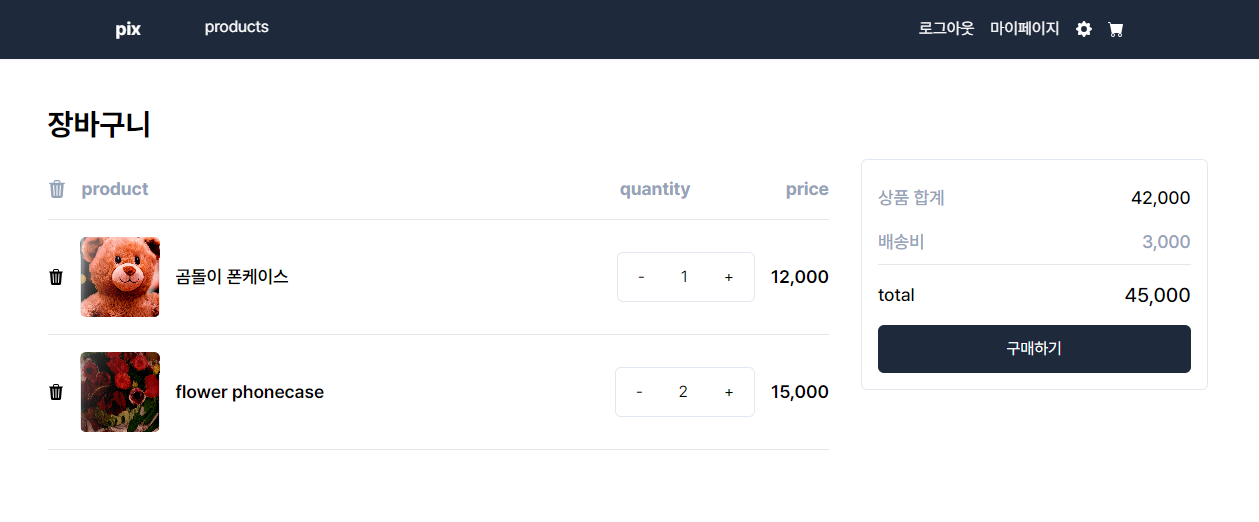 pix products 로그아웃 마이페이지
장바구니
product quantity price
곰돌이 폰케이스 - 1 + 12,000
flower phonecase - 2 + 15,000
상품 합계 42,000
배송비 3,000
total 45,000
구매하기